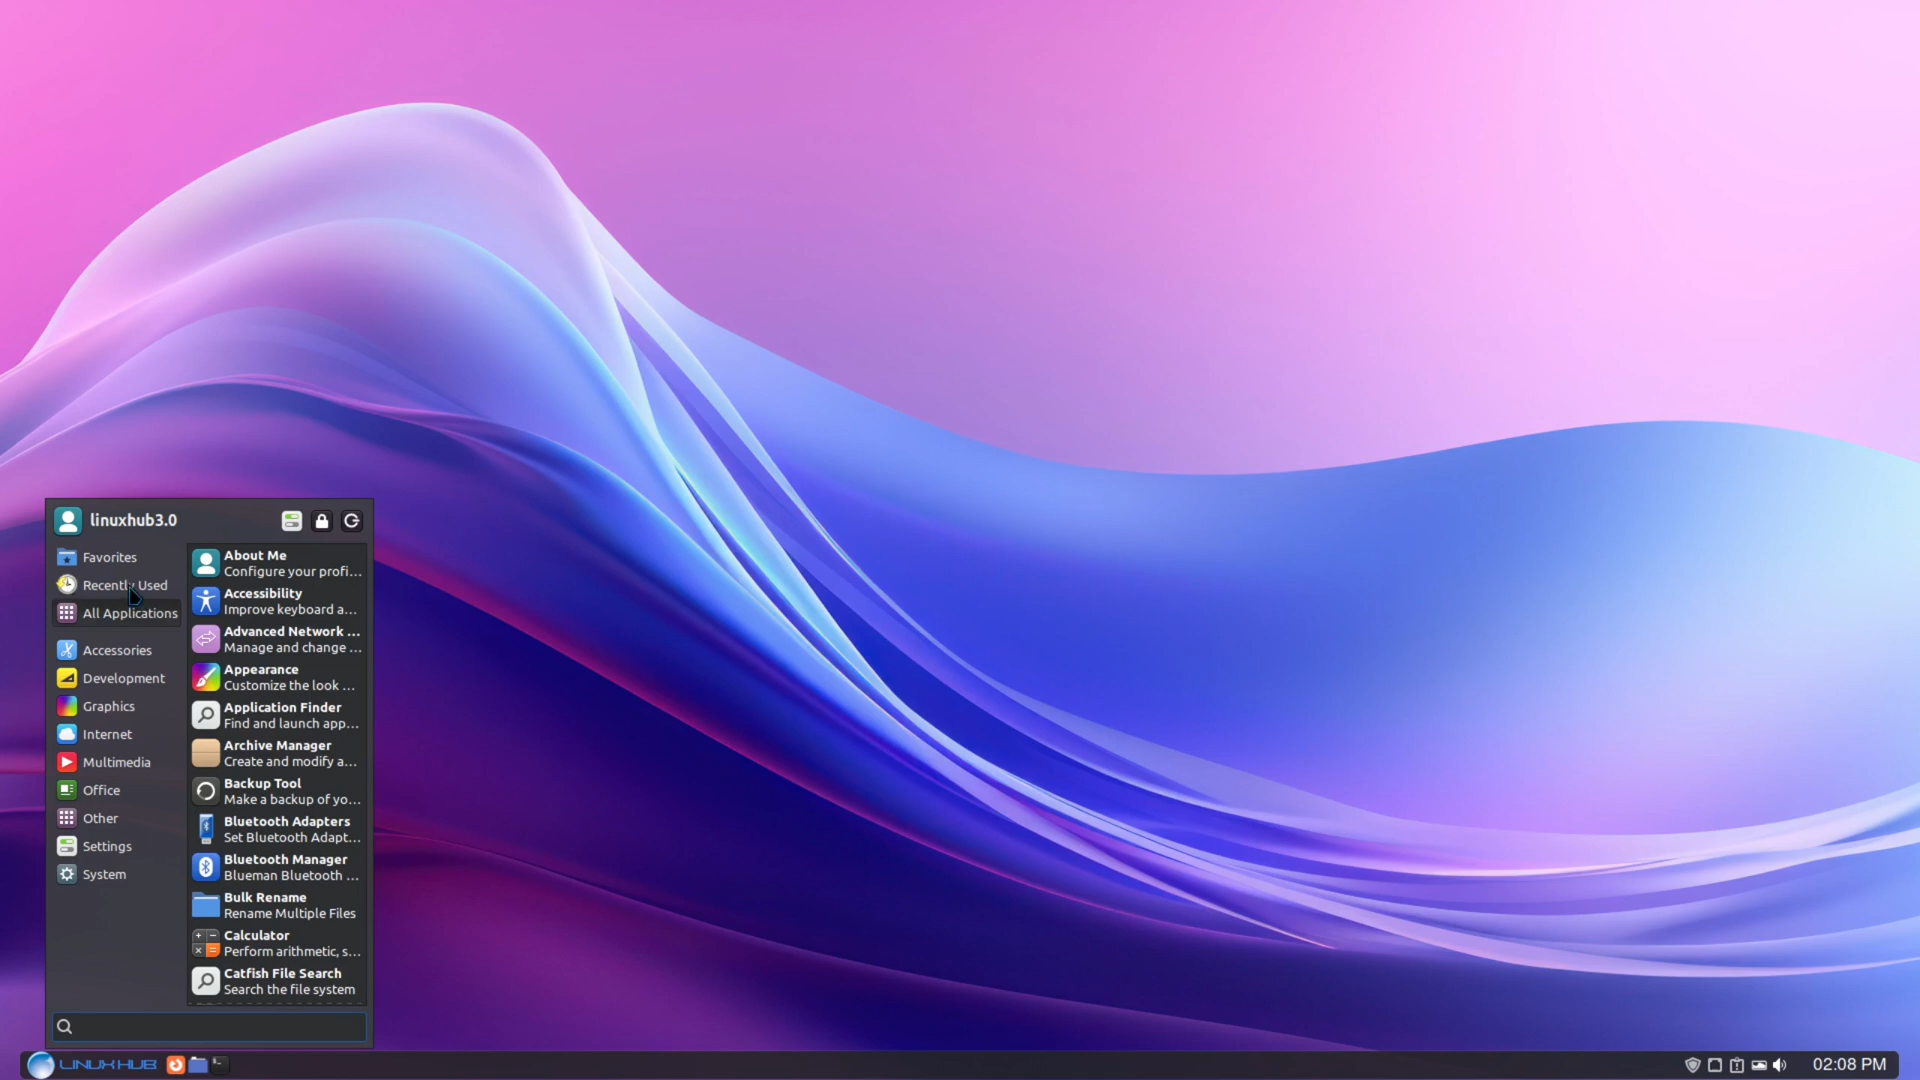 linuxhub3.0
Favorites
Recently Used
All Applications
Accessories
Development
Graphics
Internet
Multimedia
Office
Other
Settings
System
About Me
Configure your profi...
Accessibility
Improve keyboard a...
Advanced Network ...
Manage and change ...
Appearance
Customize the look ...
Application Finder
Find and launch app...
Archive Manager
Create and modify a...
Backup Tool
Make a backup of yo...
Bluetooth Adapters
Set Bluetooth Adapt...
Bluetooth Manager
Blueman Bluetooth ...
Bulk Rename
Rename Multiple Files
Calculator
Perform arithmetic, s...
Catfish File Search
Search the file system
LINUX HUB
02:08 PM